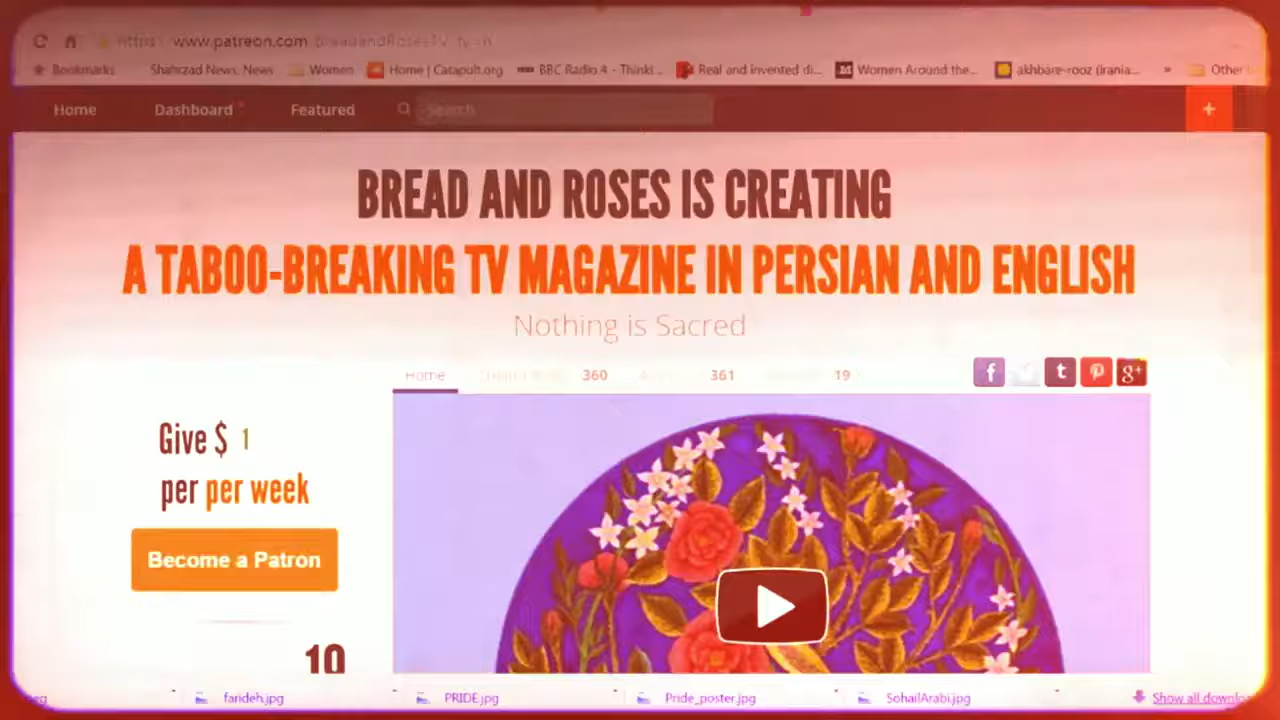 www.patreon.com
Bookmarks Shahrzad News, News Women Home | Catapult.org BBC Radio 4 - Thinki... Real and invented di... Women Around the... akhbare-rooz (irania... » Other
Home Dashboard Featured Search +
BREAD AND ROSES IS CREATING
A TABOO-BREAKING TV MAGAZINE IN PERSIAN AND ENGLISH
Nothing is Sacred
Home 360 361 19
f t p g+
Give $ 1
per per week
Become a Patron
10
farideh.jpg PRIDE.jpg Pride_poster.jpg SohailArabi.jpg Show all